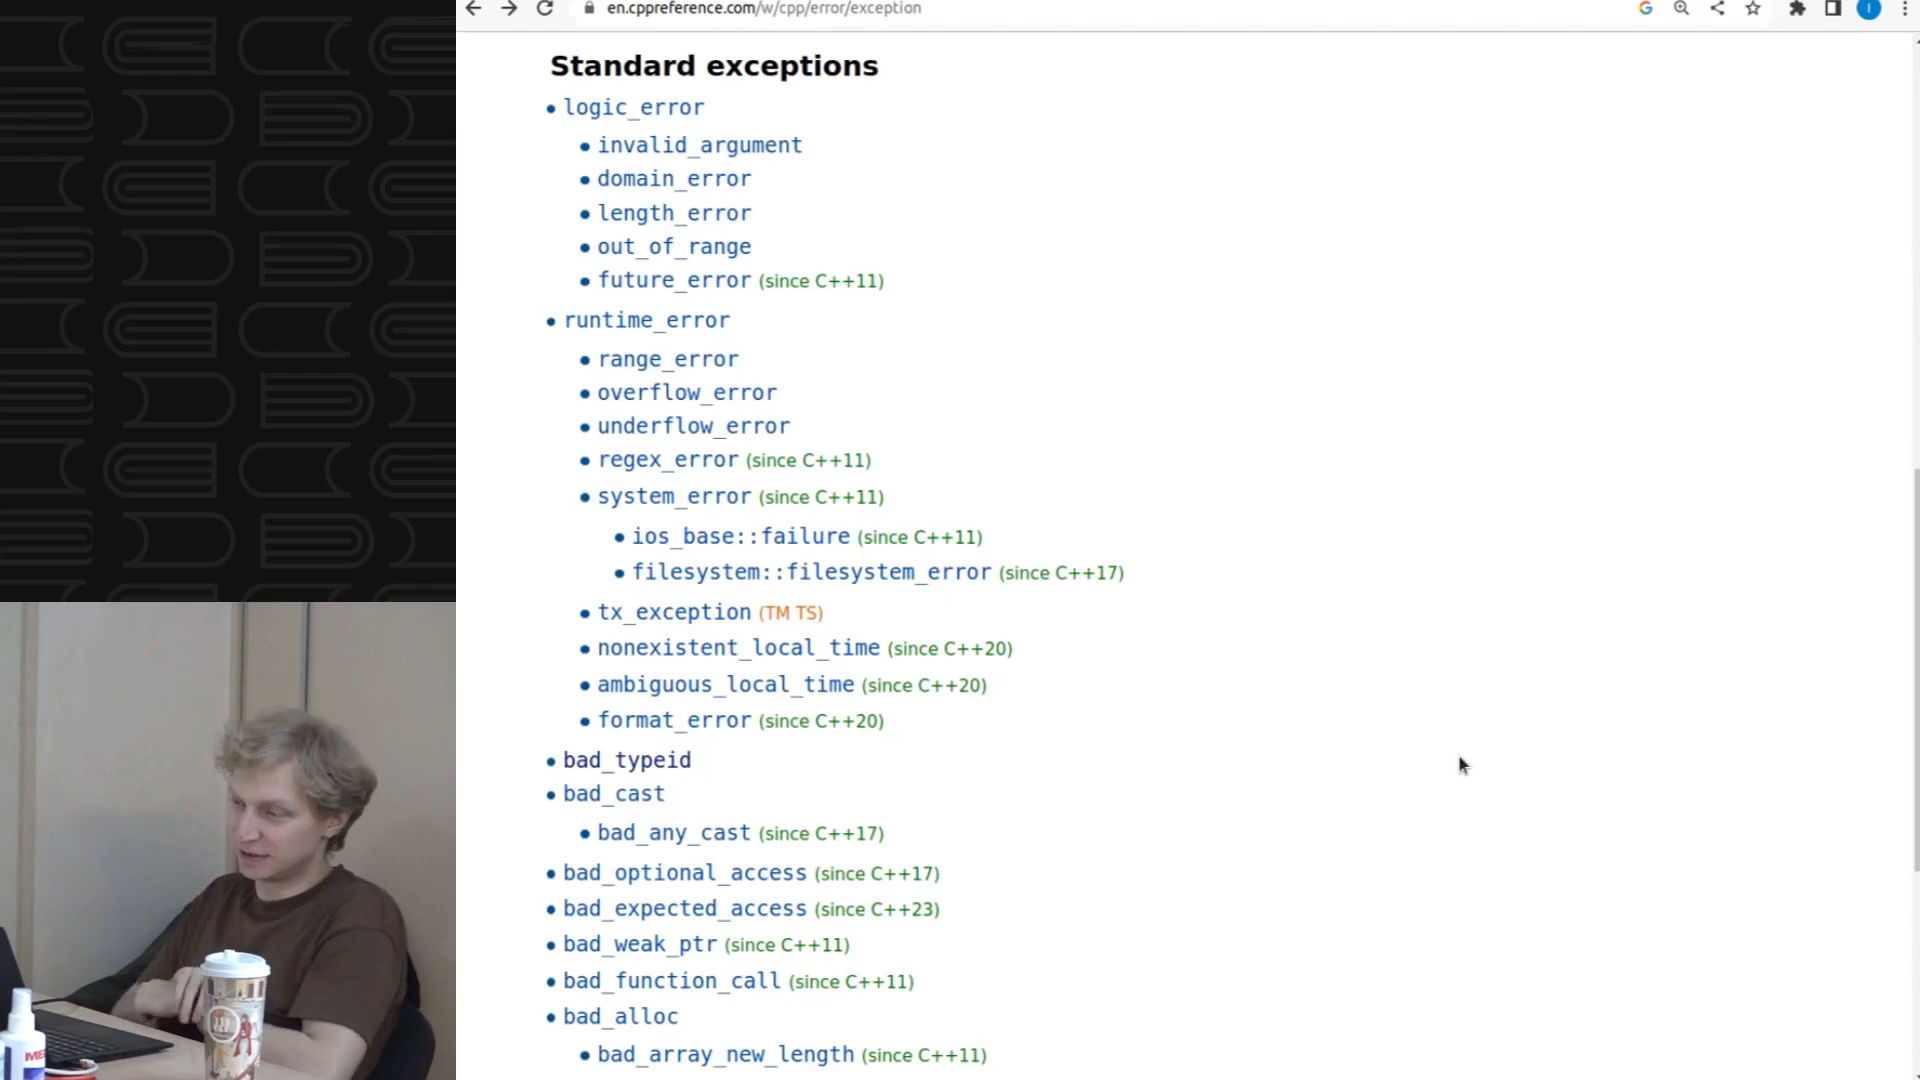 en.cppreference.com/w/cpp/error/exception
Standard exceptions
logic_error
invalid_argument
domain_error
length_error
out_of_range
future_error (since C++11)
runtime_error
range_error
overflow_error
underflow_error
regex_error (since C++11)
system_error (since C++11)
ios_base::failure (since C++11)
filesystem::filesystem_error (since C++17)
tx_exception (TM TS)
nonexistent_local_time (since C++20)
ambiguous_local_time (since C++20)
format_error (since C++20)
bad_typeid
bad_cast
bad_any_cast (since C++17)
bad_optional_access (since C++17)
bad_expected_access (since C++23)
bad_weak_ptr (since C++11)
bad_function_call (since C++11)
bad_alloc
bad_array_new_length (since C++11)